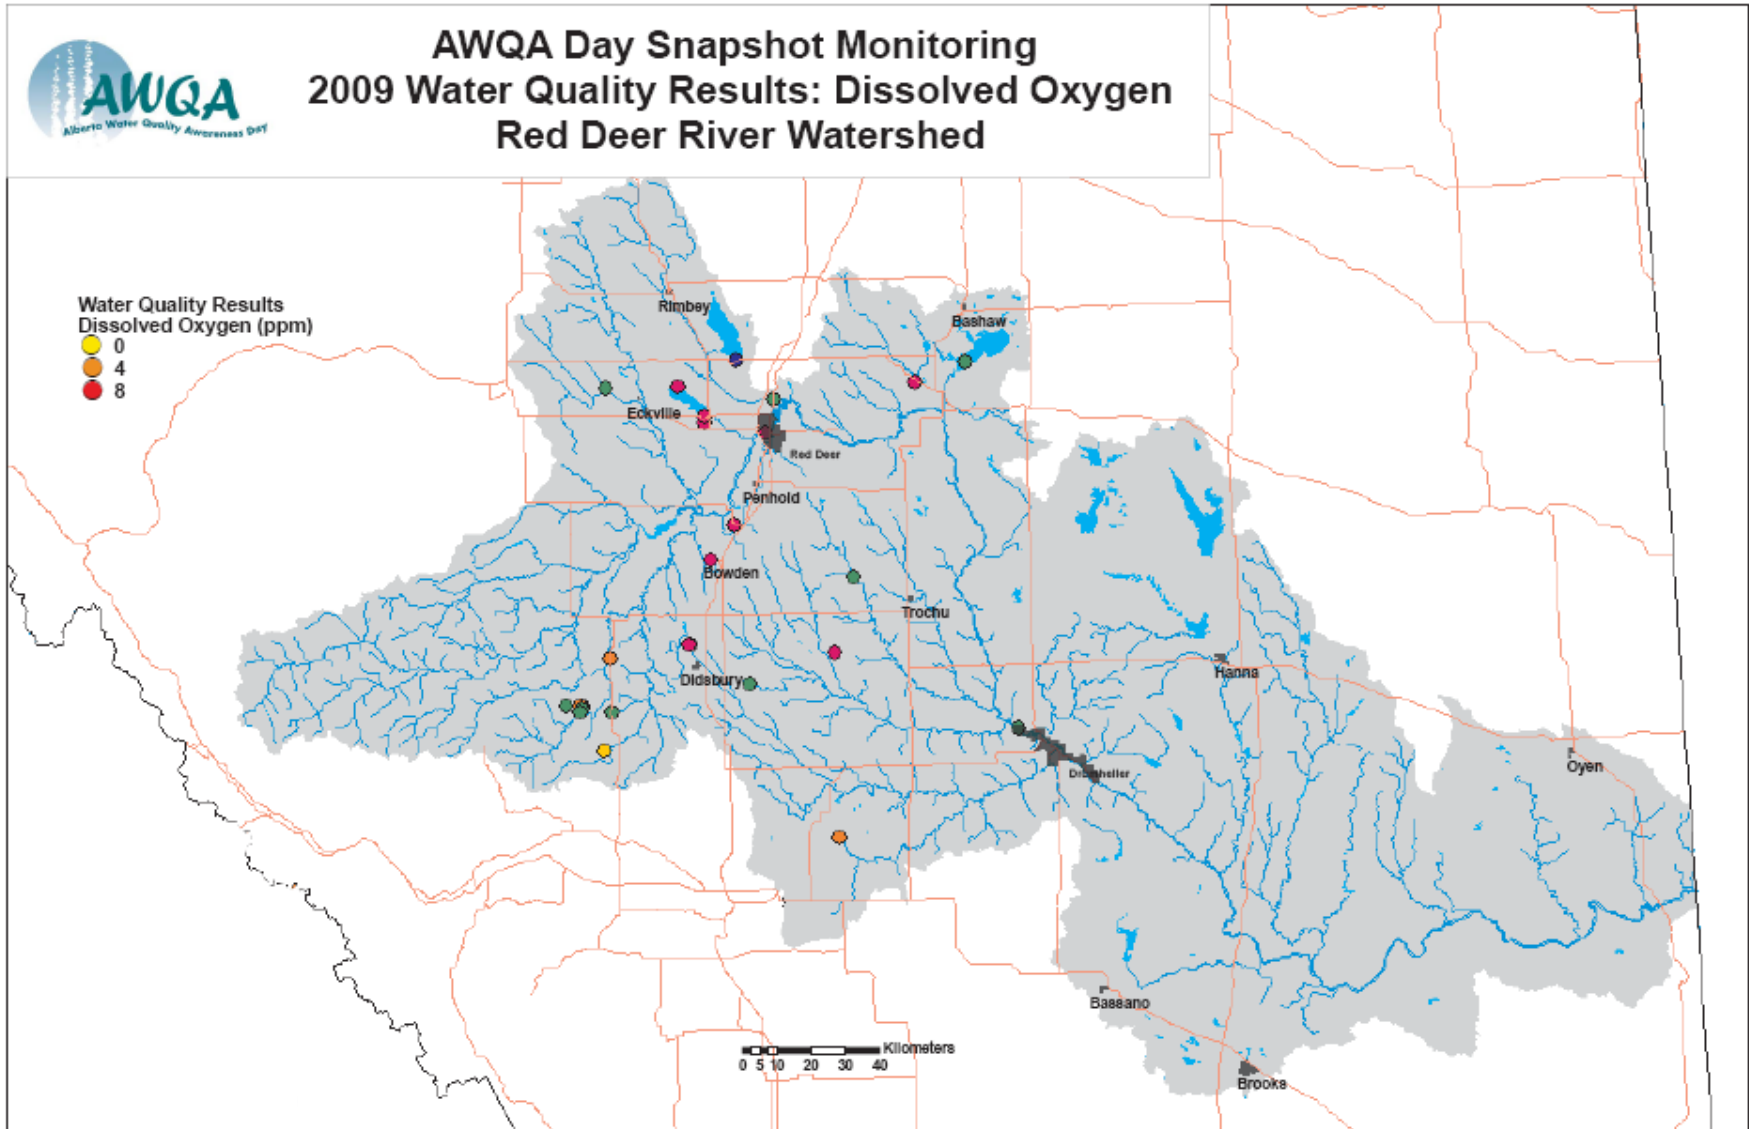 AWQA
Alberta Water Quality Awareness Day
AWQA Day Snapshot Monitoring
2009 Water Quality Results: Dissolved Oxygen
Red Deer River Watershed
Water Quality Results
Dissolved Oxygen (ppm)
0
4
8
Rimbey
Bashaw
Eckville
Red Deer
Penhold
Bowden
Trochu
Didsbury
Hanna
Drumheller
Oyen
Bassano
Brooks
Kilometers
0 5 10 20 30 40